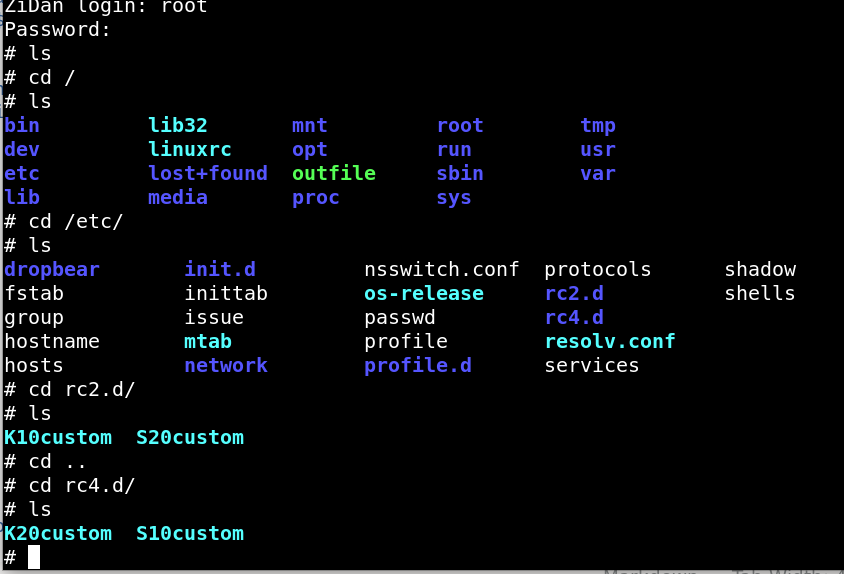 ZiDan login: root
Password:
# ls
# cd /
# ls
bin lib32 mnt root tmp
dev linuxrc opt run usr
etc lost+found outfile sbin var
lib media proc sys
# cd /etc/
# ls
dropbear init.d nsswitch.conf protocols shadow
fstab inittab os-release rc2.d shells
group issue passwd rc4.d
hostname mtab profile resolv.conf
hosts network profile.d services
# cd rc2.d/
# ls
K10custom S20custom
# cd ..
# cd rc4.d/
# ls
K20custom S10custom
#
Markdown Tab Width: